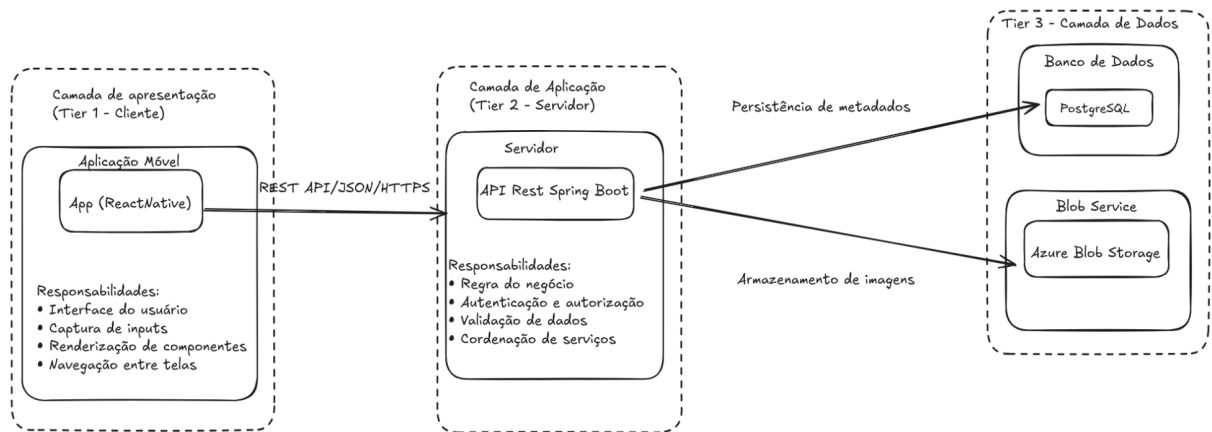 Camada de apresentação
(Tier 1 - Cliente)
Aplicação Móvel
App (ReactNative)
Responsabilidades:
• Interface do usuário
• Captura de inputs
• Renderização de componentes
• Navegação entre telas
REST API/JSON/HTTPS
Camada de Aplicação
(Tier 2 - Servidor)
Servidor
API Rest Spring Boot
Responsabilidades:
• Regra do negócio
• Autenticação e autorização
• Validação de dados
• Cordenação de serviços
Persistência de metadados
Armazenamento de imagens
Tier 3 - Camada de Dados
Banco de Dados
PostgreSQL
Blob Service
Azure Blob Storage